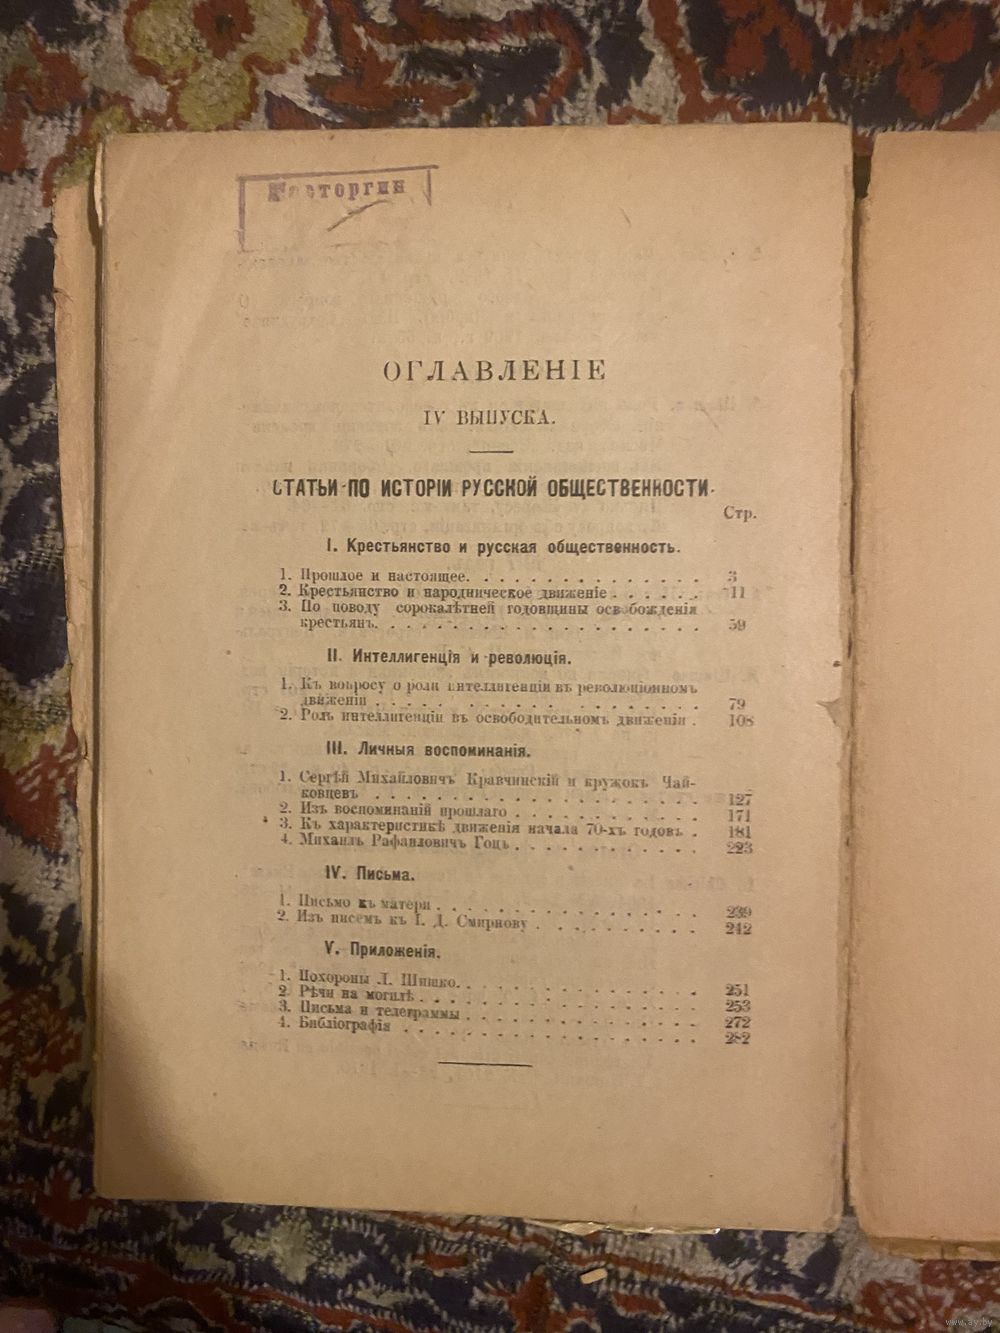 ОГЛАВЛЕНІЕ
IV ВЫПУСКА.
СТАТЬИ ПО ИСТОРІИ РУССКОЙ ОБЩЕСТВЕННОСТИ.
Стр.
I. Крестьянство и русская общественность.
1. Прошлое и настоящее. . . . . . . . . . . . . . . 3
2. Крестьянство и народническое движеніе . . . . . . 11
3. По поводу сорокалѣтней годовщины освобожденія
крестьянъ. . . . . . . . . . . . . . . . . . . . . 59
II. Интеллигенція и революція.
1. Къ вопросу о роли интеллигенціи въ революціонномъ
движеніи . . . . . . . . . . . . . . . . . . . . 79
2. Роль интеллигенціи въ освободительномъ движеніи . 108
III. Личныя воспоминанія.
1. Сергѣй Михайловичъ Кравчинскій и кружокъ Чай-
ковцевъ . . . . . . . . . . . . . . . . . . . . . 127
2. Изъ воспоминаній прошлаго . . . . . . . . . . . . 171
3. Къ характеристикѣ движенія начала 70-хъ годовъ . 181
4. Михаилъ Рафаиловичъ Гоцъ . . . . . . . . . . . . 223
IV. Письма.
1. Письмо къ матери . . . . . . . . . . . . . . . . 239
2. Изъ писемъ къ І. Д. Смирнову . . . . . . . . . . 242
V. Приложенія.
1. Похороны Л. Шишко. . . . . . . . . . . . . . . . 251
2. Рѣчи на могилѣ . . . . . . . . . . . . . . . . . 253
3. Письма и телеграммы . . . . . . . . . . . . . . 272
4. Библіографія . . . . . . . . . . . . . . . . . . 282
www.ay.by